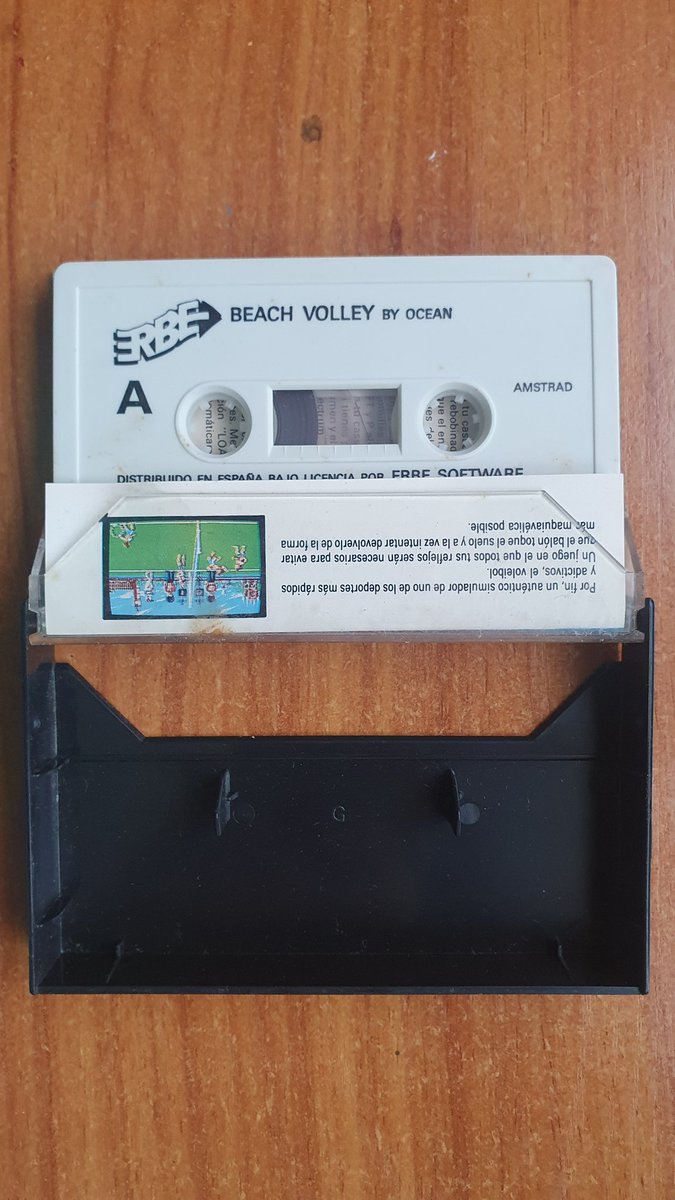 ERBE
BEACH VOLLEY BY OCEAN
A
AMSTRAD
DISTRIBUIDO EN ESPAÑA BAJO LICENCIA POR ERBE SOFTWARE
Por fin, un auténtico simulador de uno de los deportes más rápidos
y adictivos, el voleibol.
Un juego en el que todos tus reflejos serán necesarios para evitar
que el balón toque el suelo y a la vez intentar devolverlo de la forma
más maquiavélica posible.
G